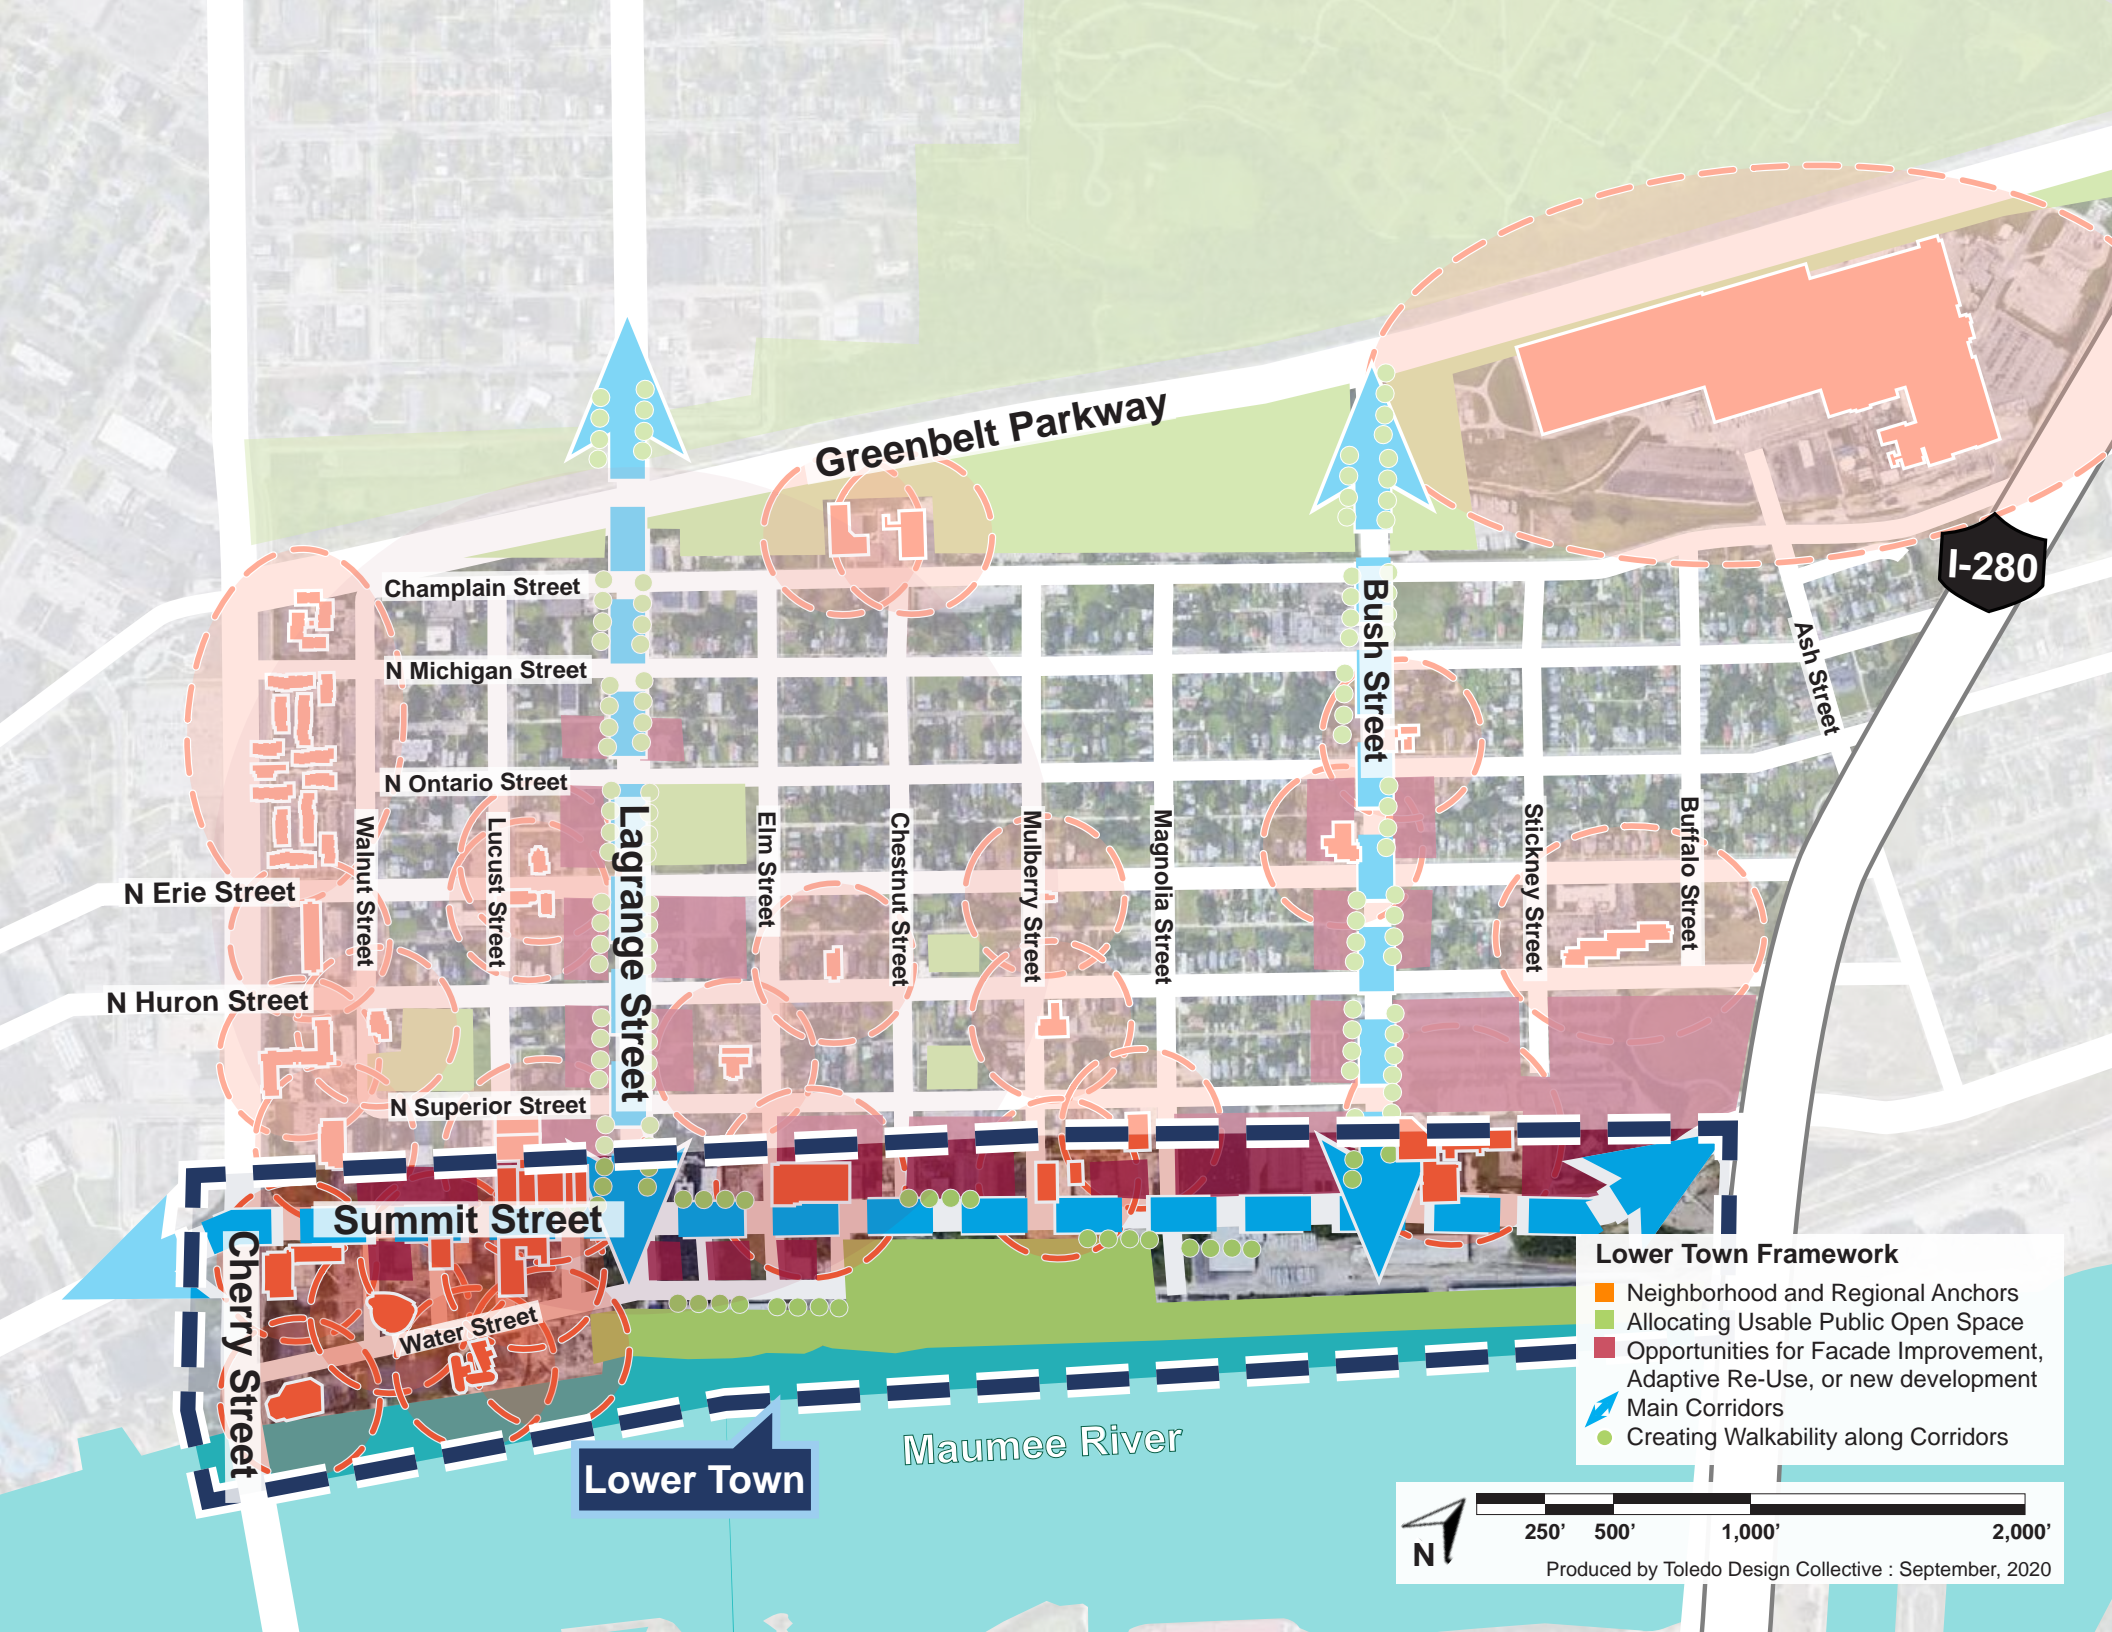 Greenbelt Parkway
I-280
Champlain Street
N Michigan Street
N Ontario Street
N Erie Street
N Huron Street
N Superior Street
Walnut Street
Lucust Street
Lagrange Street
Elm Street
Chestnut Street
Mulberry Street
Magnolia Street
Bush Street
Stickney Street
Buffalo Street
Ash Street
Summit Street
Cherry Street
Water Street
Lower Town
Maumee River
Lower Town Framework
Neighborhood and Regional Anchors
Allocating Usable Public Open Space
Opportunities for Facade Improvement,
Adaptive Re-Use, or new development
Main Corridors
Creating Walkability along Corridors
N
250' 500' 1,000' 2,000'
Produced by Toledo Design Collective : September, 2020